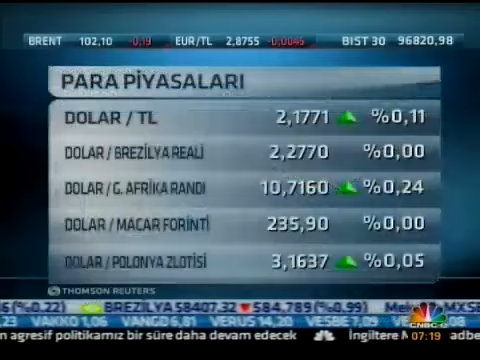 BRENT 102,10 -0,19 EUR/TL 2,8755 -0,0045 BIST 30 96820,98
PARA PİYASALARI
DOLAR / TL 2,1771 %0,11
DOLAR / BREZİLYA REALİ 2,2770 %0,00
DOLAR / G. AFRİKA RANDI 10,7160 %0,24
DOLAR / MACAR FORİNTİ 235,90 %0,00
DOLAR / POLONYA ZLOTİSİ 3,1637 %0,05
THOMSON REUTERS
(%0.22) BREZİLYA 58407.32 584.789 (%0.99) MSX
VAKKO 1.06 VANGD 6.81 VERUS 14.20 VESBE 7.09
agresif politikamız bir süre daha devam edecek İngiltere
CNBC-e
07:19